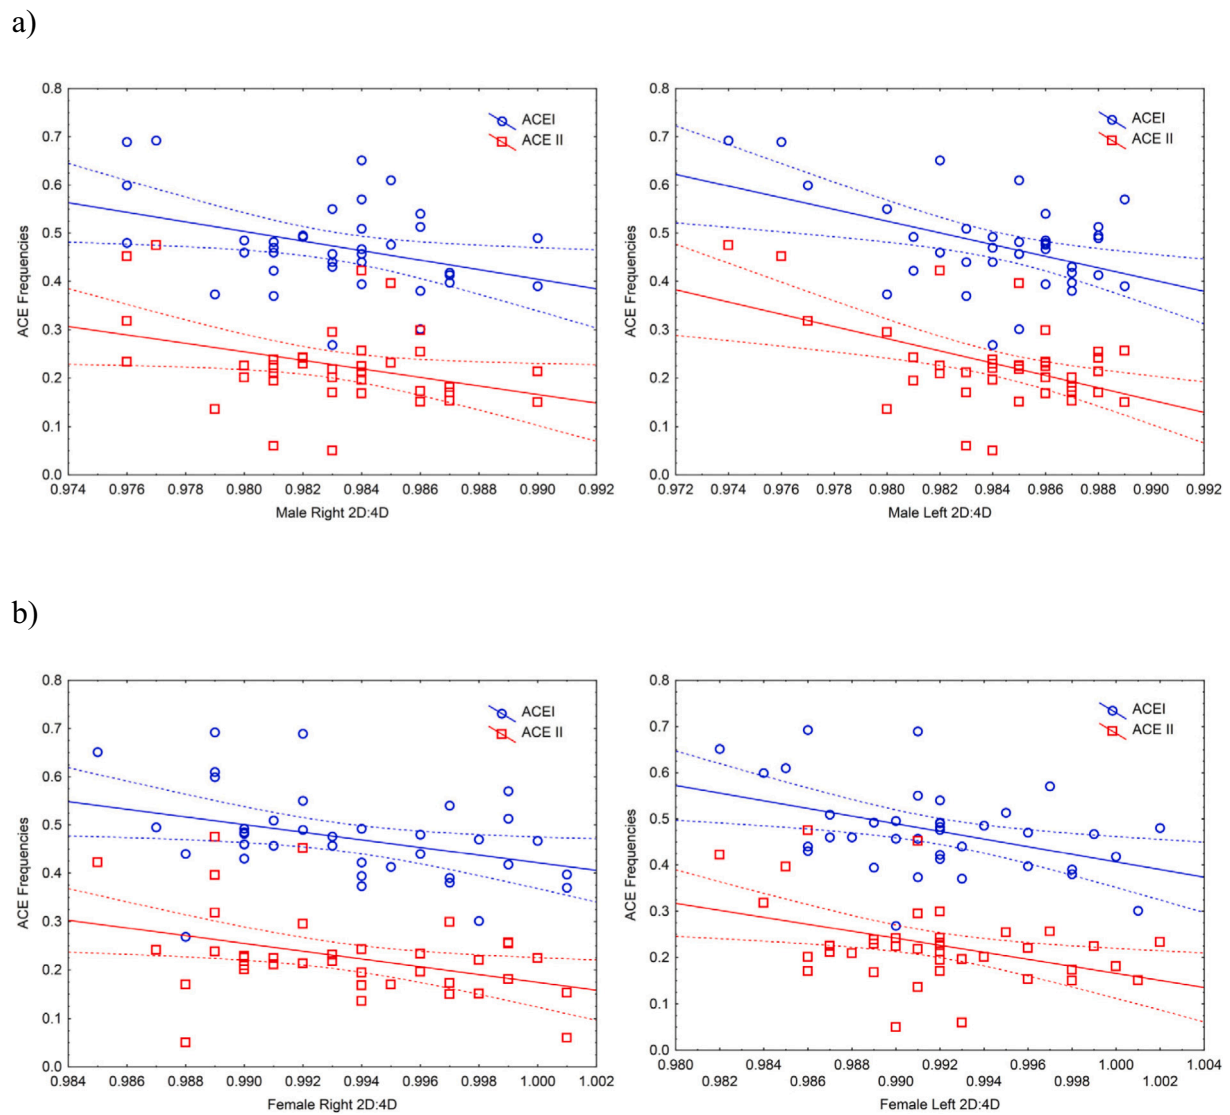 a)
0.8
0.7
0.6
0.5
0.4
0.3
0.2
0.1
0.0
ACE Frequencies
ACEI
ACE II
0.974 0.976 0.978 0.980 0.982 0.984 0.986 0.988 0.990 0.992
Male Right 2D:4D
0.8
0.7
0.6
0.5
0.4
0.3
0.2
0.1
0.0
ACE Frequencies
ACEI
ACE II
0.972 0.974 0.976 0.978 0.980 0.982 0.984 0.986 0.988 0.990 0.992
Male Left 2D:4D
b)
0.8
0.7
0.6
0.5
0.4
0.3
0.2
0.1
0.0
ACE Frequencies
ACEI
ACE II
0.984 0.986 0.988 0.990 0.992 0.994 0.996 0.998 1.000 1.002
Female Right 2D:4D
0.8
0.7
0.6
0.5
0.4
0.3
0.2
0.1
0.0
ACE Frequencies
ACEI
ACE II
0.980 0.984 0.988 0.990 0.994 0.998 1.000 1.004
0.982 0.986 0.992 0.996 1.002
Female Left 2D:4D